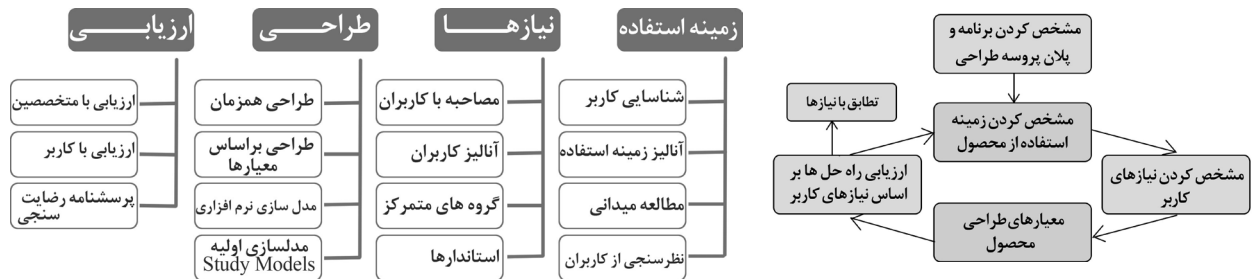 مشخص کردن برنامه و
پلان پروسه طراحی
تطابق با نیازها
مشخص کردن زمینه
استفاده از محصول
مشخص کردن نیازهای
کاربر
معیارهای طراحی
محصول
ارزیابی راه حل ها بر
اساس نیازهای کاربر
زمینه استفاده
شناسایی کاربر
آنالیز زمینه استفاده
مطالعه میدانی
نظرسنجی از کاربران
نیازها
مصاحبه با کاربران
آنالیز کاربران
گروه های متمرکز
استاندارها
طراحی
طراحی همزمان
طراحی براساس
معیارها
مدل سازی نرم افزاری
مدلسازی اولیه
Study Models
ارزیابی
ارزیابی با متخصصین
ارزیابی با کاربر
پرسشنامه رضایت
سنجی